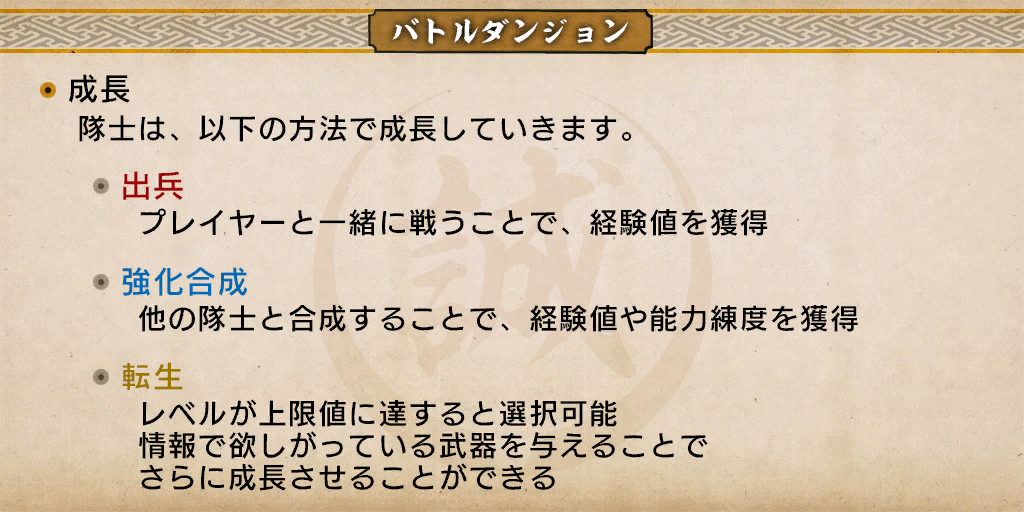 バトルダンジョン
成長
隊士は、以下の方法で成長していきます。
出兵
プレイヤーと一緒に戦うことで、経験値を獲得
強化合成
他の隊士と合成することで、経験値や能力練度を獲得
転生
レベルが上限値に達すると選択可能
情報で欲しがっている武器を与えることで
さらに成長させることができる
誠